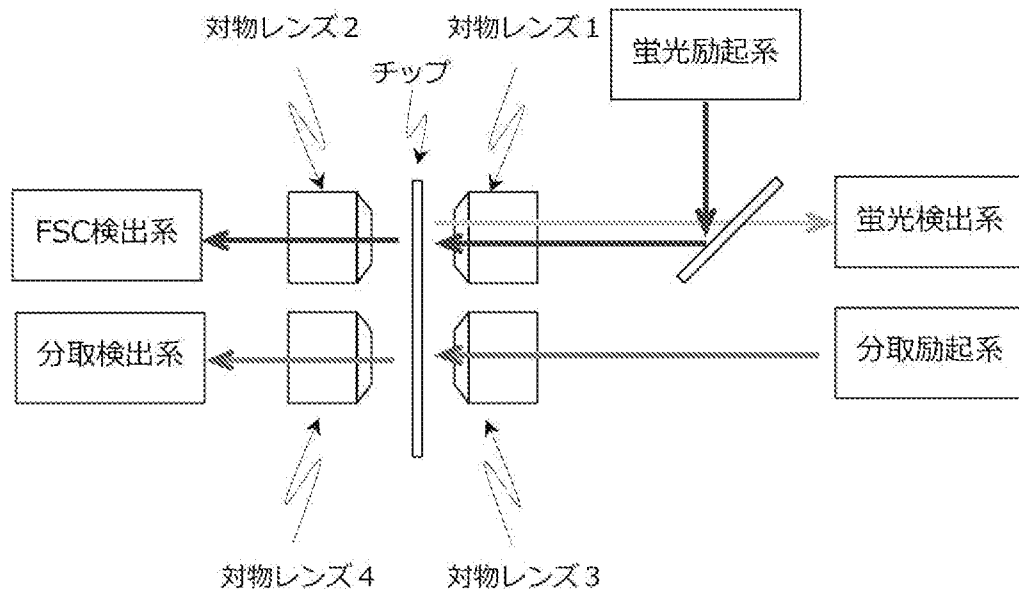 対物レンズ2
対物レンズ1
蛍光励起系
チップ
FSC検出系
蛍光検出系
分取検出系
分取励起系
対物レンズ4
対物レンズ3